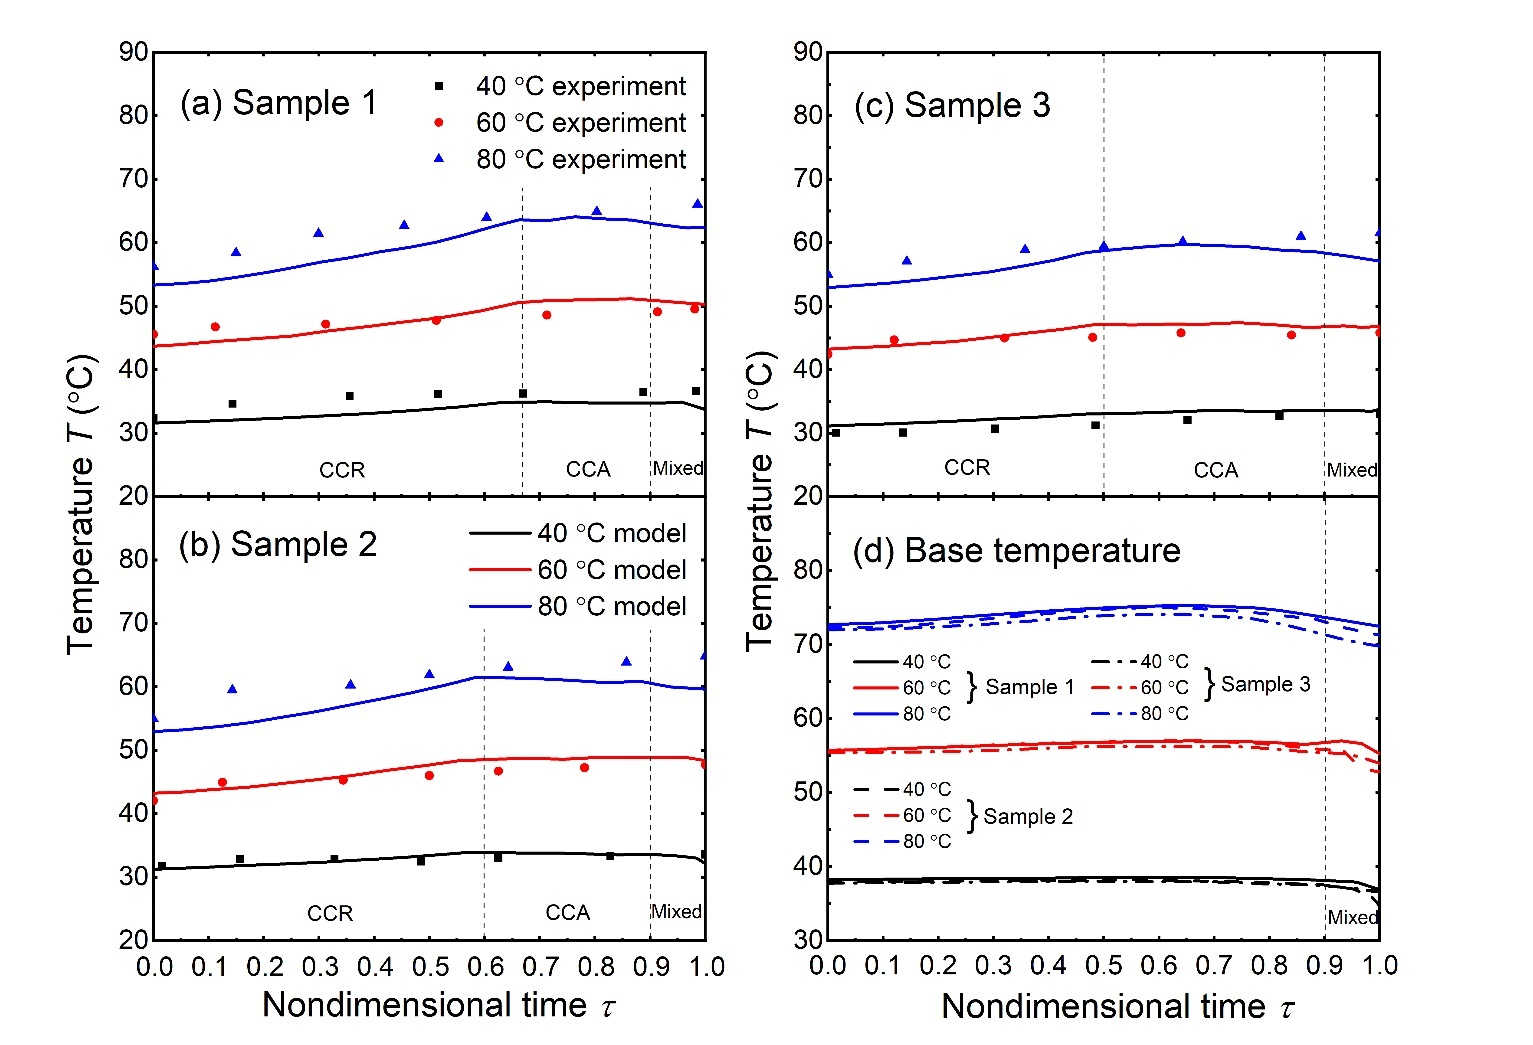 90
80
70
60
50
40
30
20
(a) Sample 1
40 °C experiment
60 °C experiment
80 °C experiment
CCR
CCA
Mixed
80
70
60
50
40
30
20
(b) Sample 2
40 °C model
60 °C model
80 °C model
CCR
CCA
Mixed
0.0 0.1 0.2 0.3 0.4 0.5 0.6 0.7 0.8 0.9 1.0
Nondimensional time τ
Temperature T (°C)
90
80
70
60
50
40
30
20
(c) Sample 3
CCR
CCA
Mixed
80
70
60
50
40
30
(d) Base temperature
40 °C
60 °C
80 °C
} Sample 1
40 °C
60 °C
80 °C
} Sample 3
40 °C
60 °C
80 °C
} Sample 2
Mixed
0.0 0.1 0.2 0.3 0.4 0.5 0.6 0.7 0.8 0.9 1.0
Nondimensional time τ
Temperature T (°C)